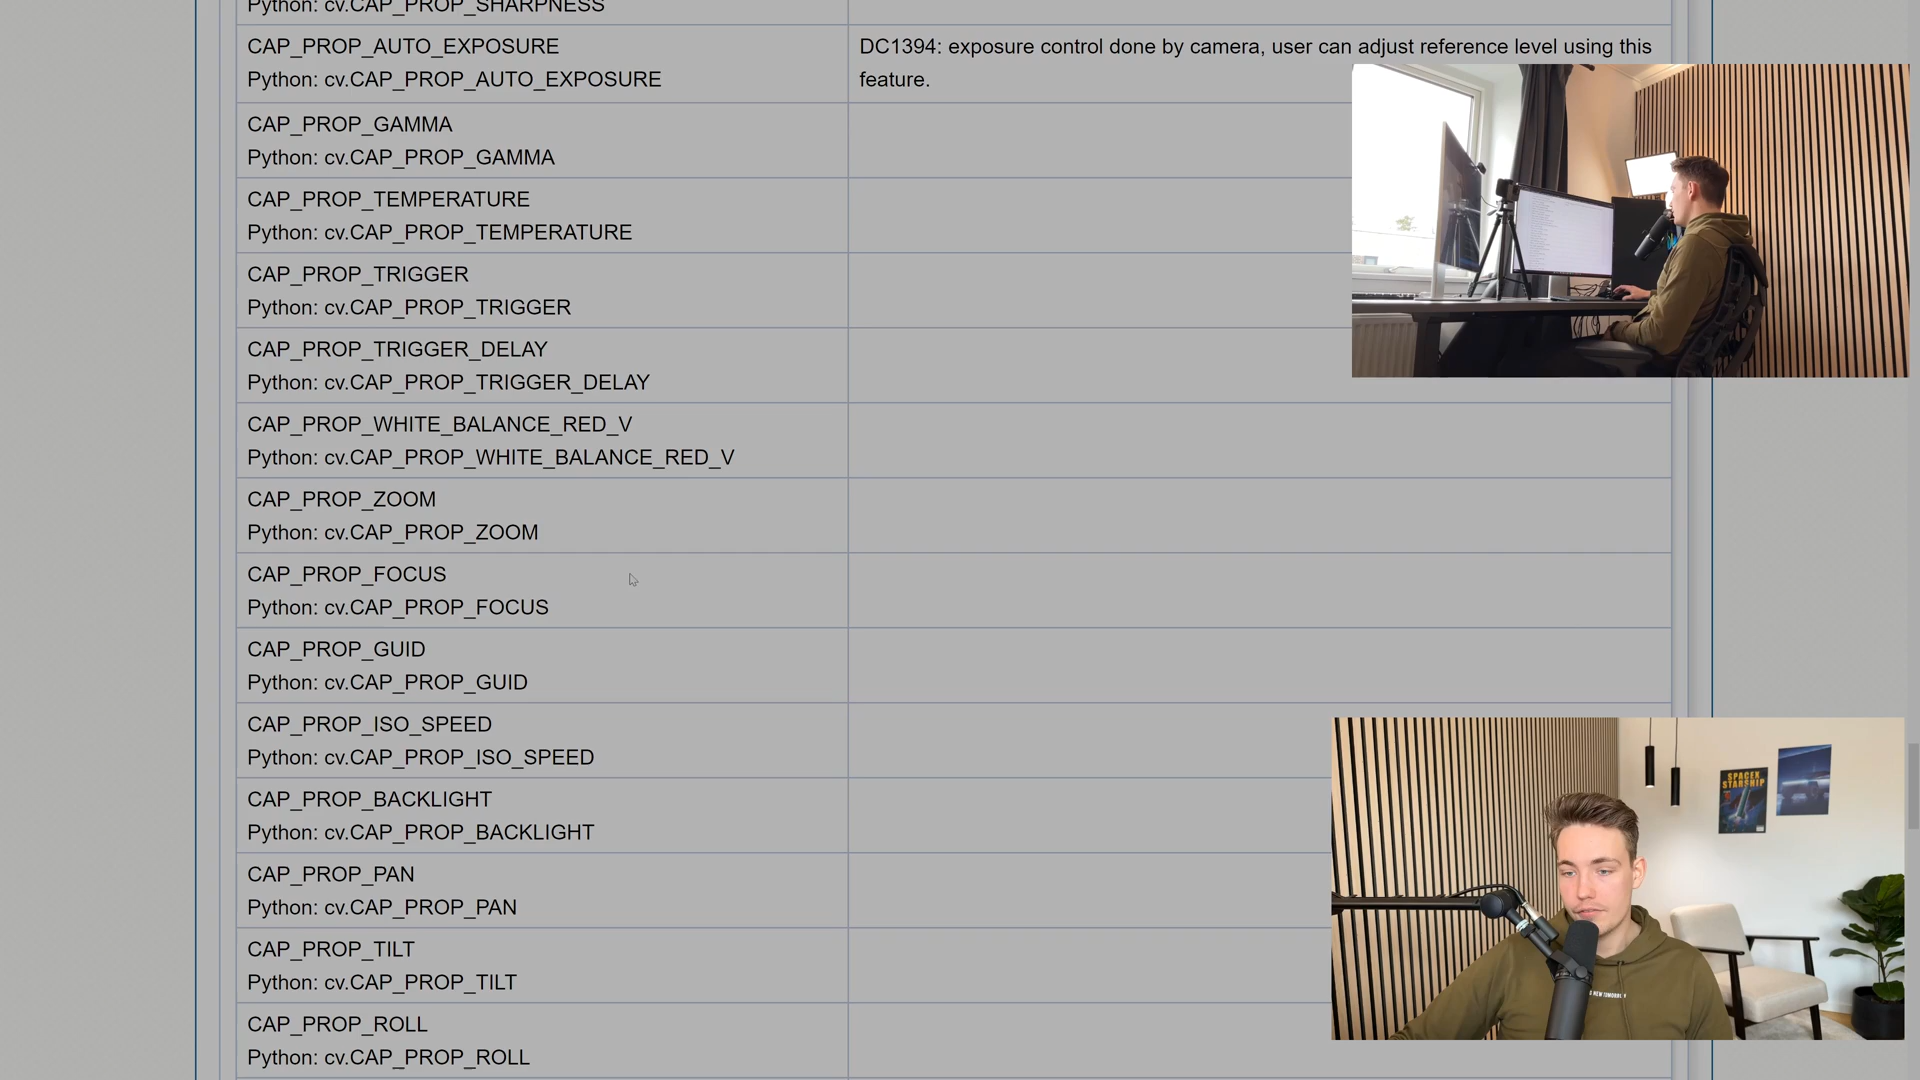 Python: cv.CAP_PROP_SHARPNESS
CAP_PROP_AUTO_EXPOSURE
Python: cv.CAP_PROP_AUTO_EXPOSURE
DC1394: exposure control done by camera, user can adjust reference level using this
feature.
CAP_PROP_GAMMA
Python: cv.CAP_PROP_GAMMA
CAP_PROP_TEMPERATURE
Python: cv.CAP_PROP_TEMPERATURE
CAP_PROP_TRIGGER
Python: cv.CAP_PROP_TRIGGER
CAP_PROP_TRIGGER_DELAY
Python: cv.CAP_PROP_TRIGGER_DELAY
CAP_PROP_WHITE_BALANCE_RED_V
Python: cv.CAP_PROP_WHITE_BALANCE_RED_V
CAP_PROP_ZOOM
Python: cv.CAP_PROP_ZOOM
CAP_PROP_FOCUS
Python: cv.CAP_PROP_FOCUS
CAP_PROP_GUID
Python: cv.CAP_PROP_GUID
CAP_PROP_ISO_SPEED
Python: cv.CAP_PROP_ISO_SPEED
CAP_PROP_BACKLIGHT
Python: cv.CAP_PROP_BACKLIGHT
CAP_PROP_PAN
Python: cv.CAP_PROP_PAN
CAP_PROP_TILT
Python: cv.CAP_PROP_TILT
CAP_PROP_ROLL
Python: cv.CAP_PROP_ROLL
SPACEX
STARSHIP